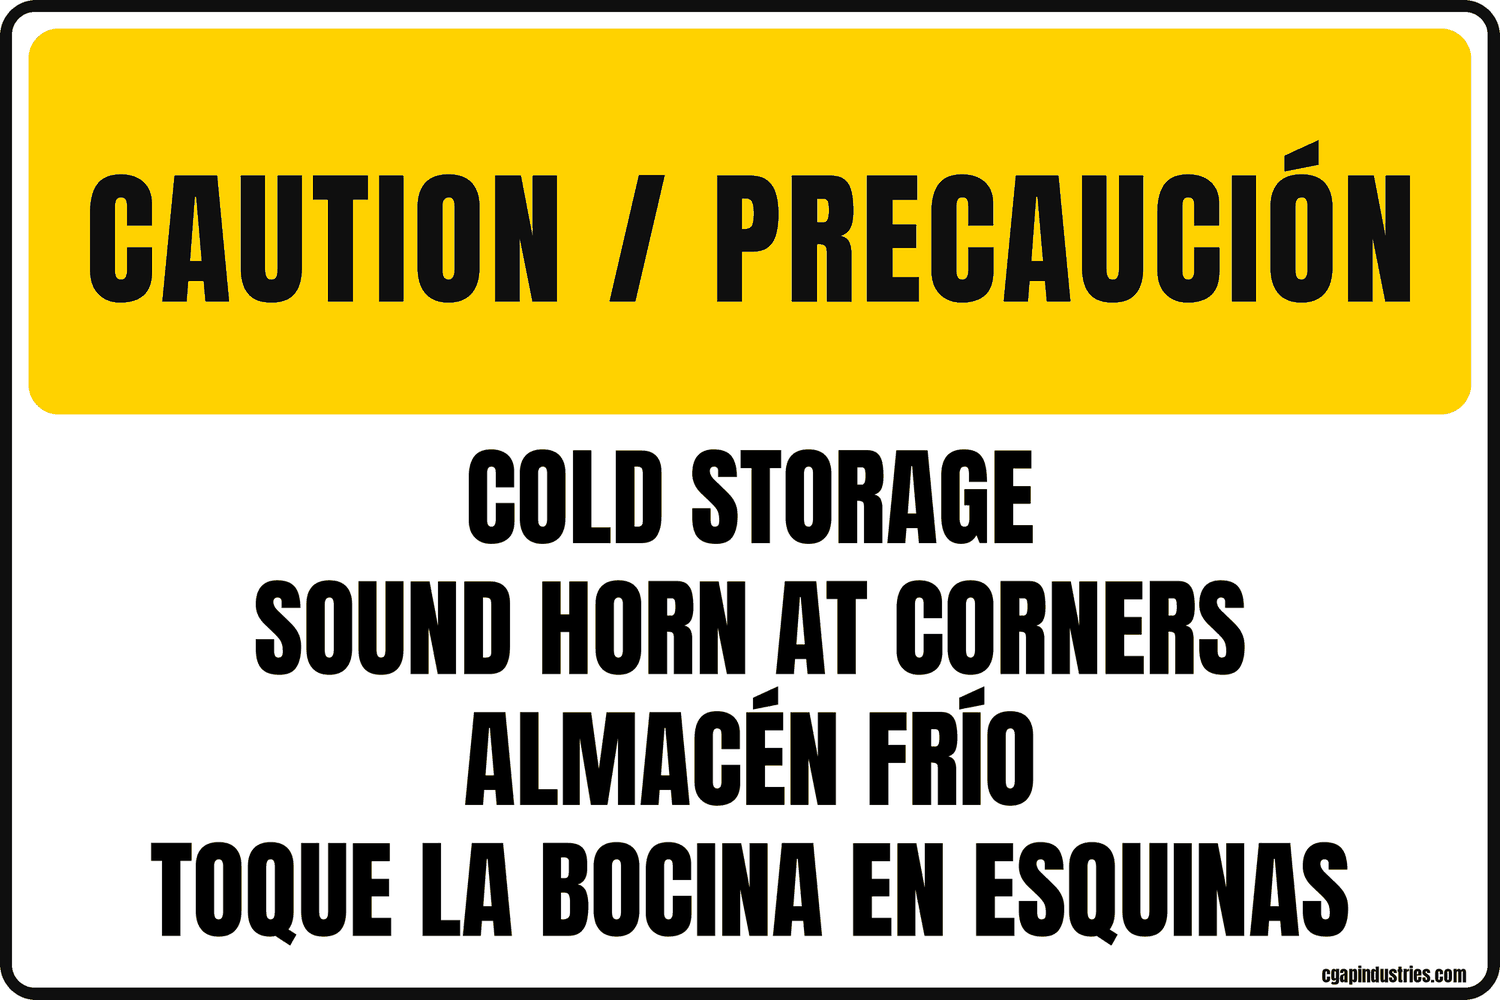 CAUTION / PRECAUCIÓN
COLD STORAGE
SOUND HORN AT CORNERS
ALMACÉN FRÍO
TOQUE LA BOCINA EN ESQUINAS
cgapindustries.com